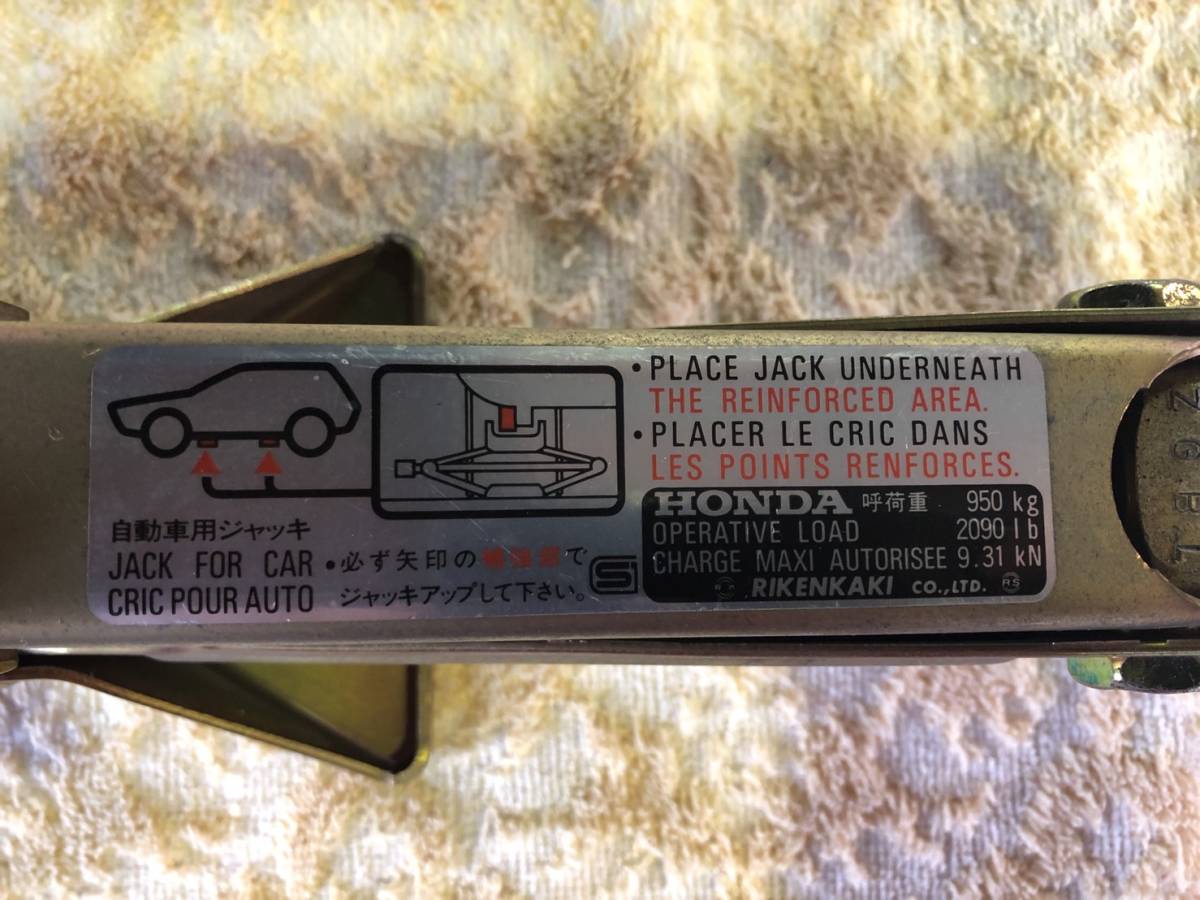 ・PLACE JACK UNDERNEATH
THE REINFORCED AREA.
・PLACER LE CRIC DANS
LES POINTS RENFORCES.
HONDA 呼荷重 950 kg
OPERATIVE LOAD 2090 lb
CHARGE MAXI AUTORISEE 9.31 kN
RIKENKAKI CO.,LTD. RS
自動車用ジャッキ
JACK FOR CAR
CRIC POUR AUTO
・必ず矢印の補強部で
ジャッキアップして下さい。